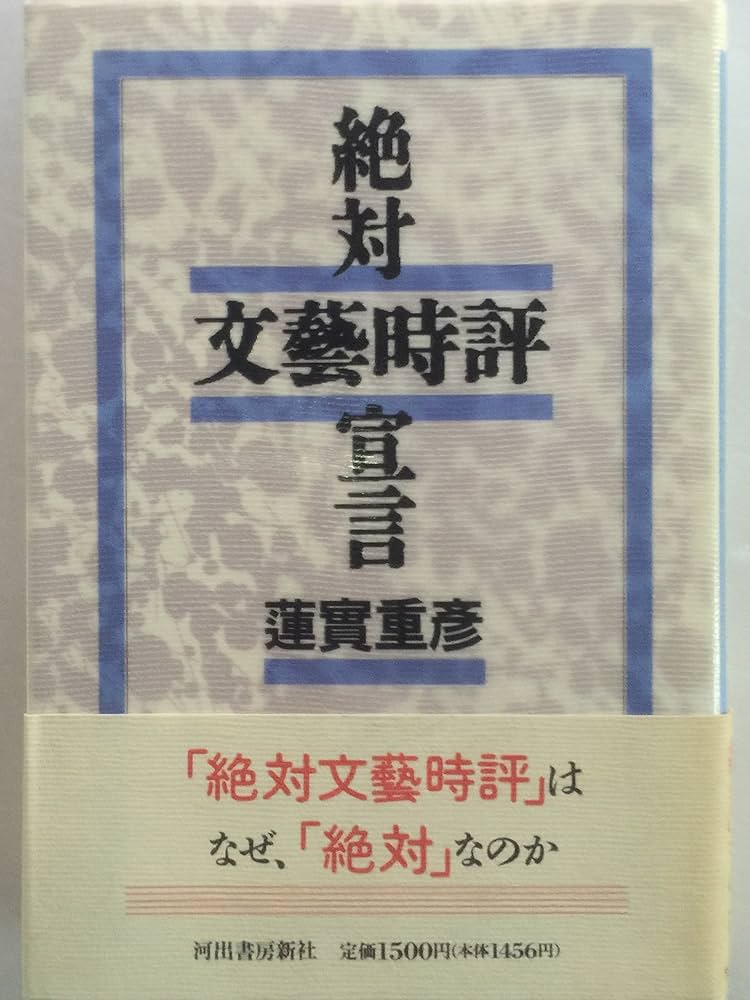 絶対
文藝時評
宣言
蓮實重彦
「絶対文藝時評」は
なぜ、「絶対」なのか
河出書房新社 定価1500円(本体1456円)